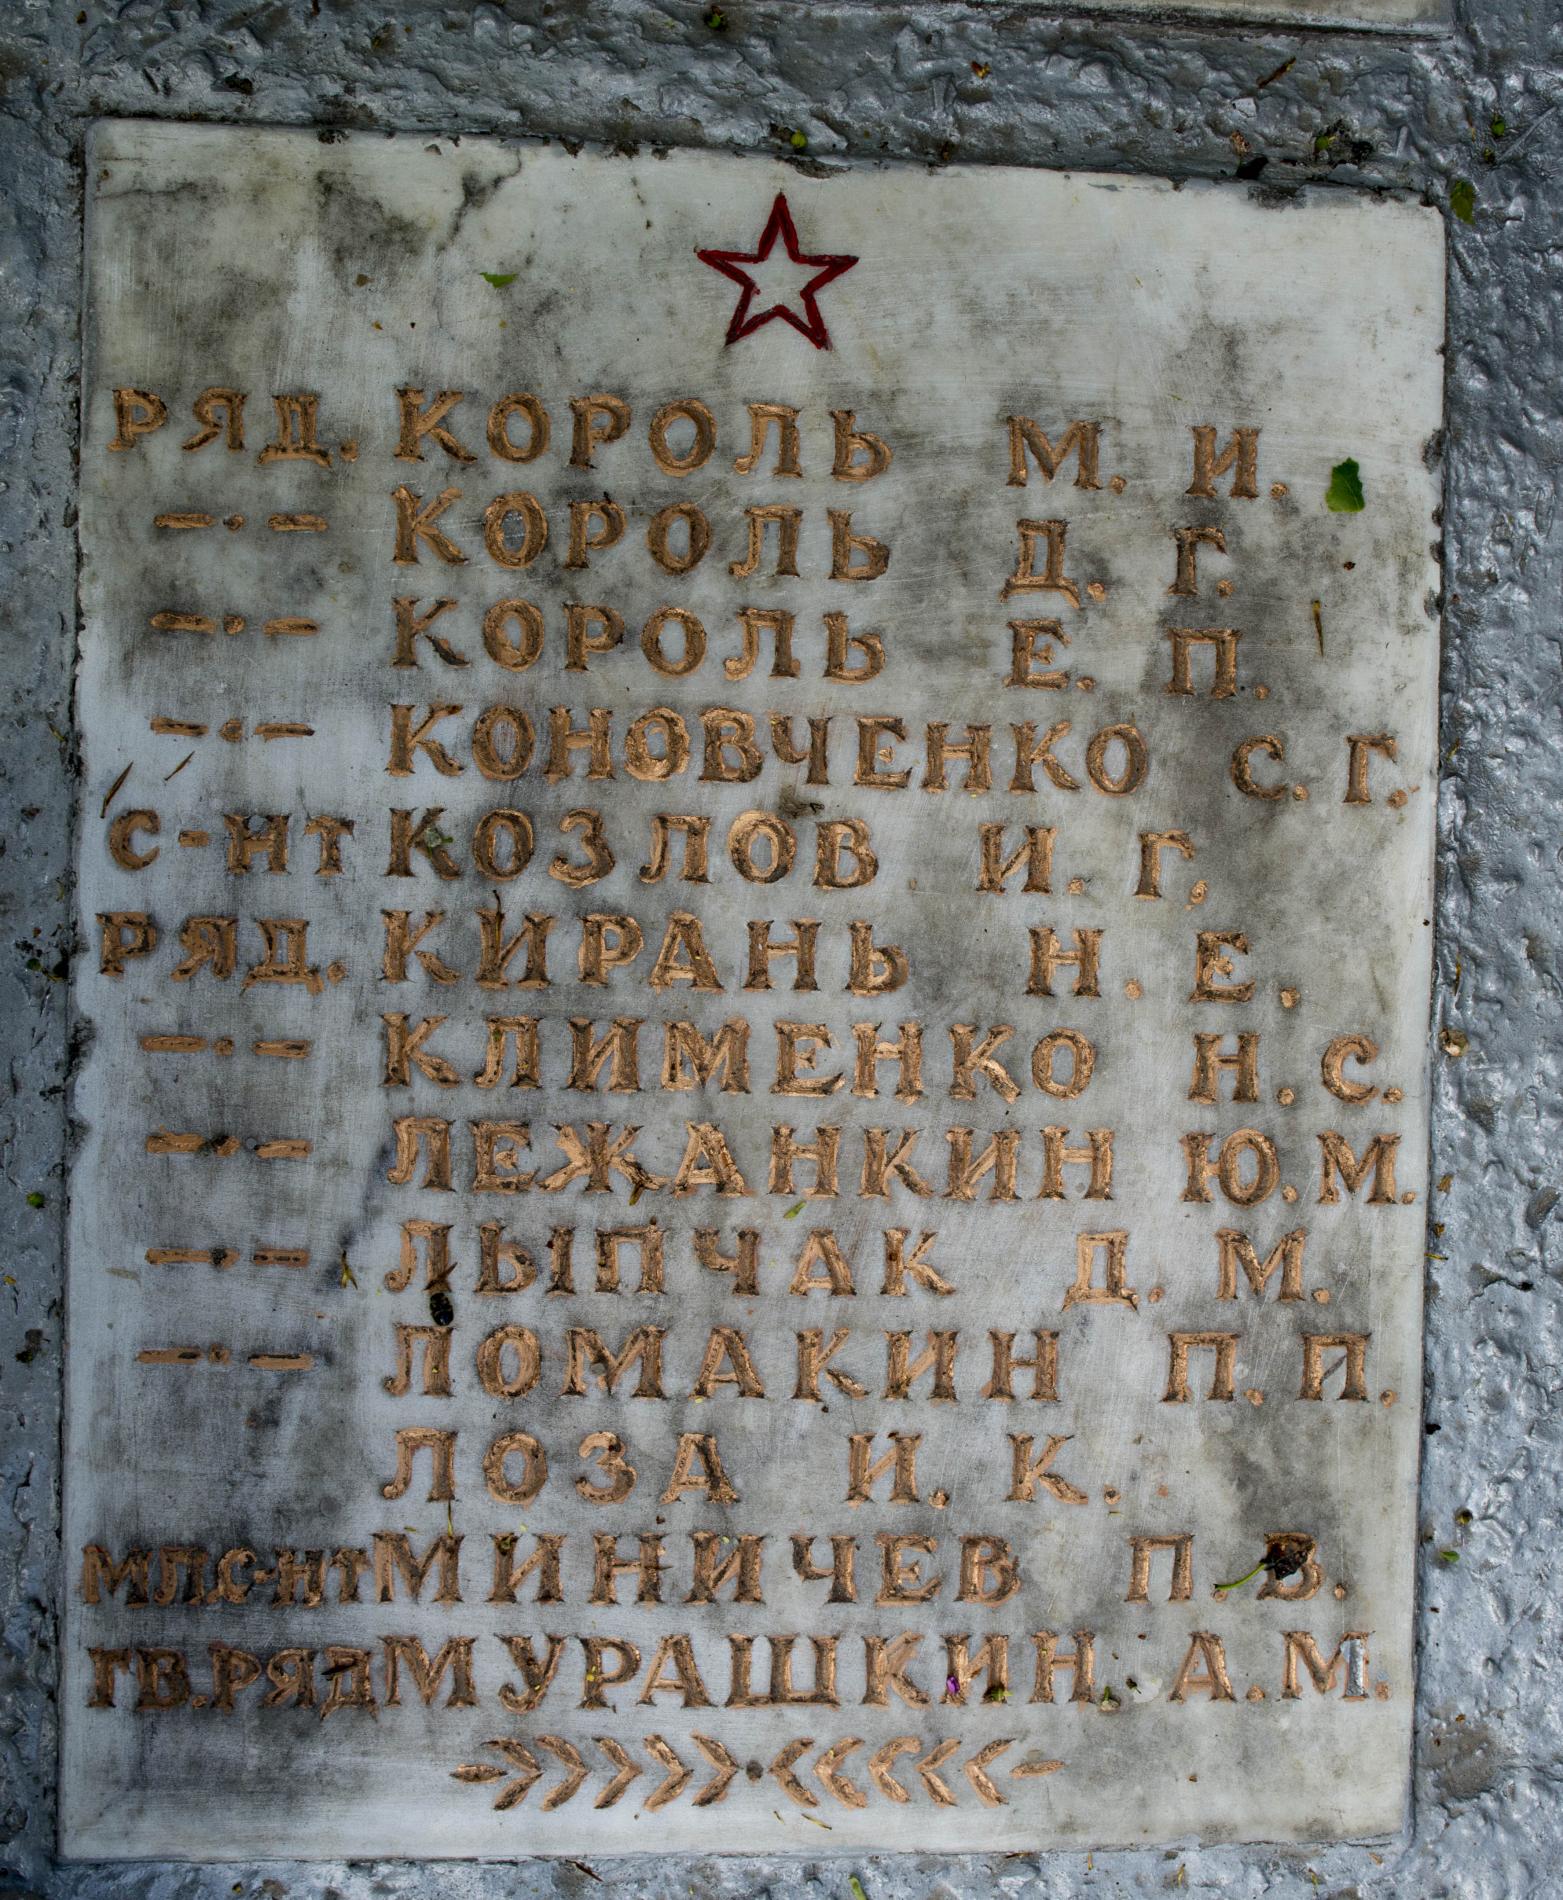 РЯД. КОРОЛЬ М. И.
—·— КОРОЛЬ Д. Г.
—·— КОРОЛЬ Е. П.
—·— КОНОВЧЕНКО С. Г.
С-НТ КОЗЛОВ И. Г.
РЯД. КИРАНЬ Н. Е.
—·— КЛИМЕНКО Н. С.
—·— ЛЕЖАНКИН Ю. М.
—·— ЛЫПЧАК Д. М.
—·— ЛОМАКИН П. П.
ЛОЗА И. К.
МЛ.С-НТ МИНИЧЕВ П. В.
ГВ.РЯД МУРАШКИН. А. М.